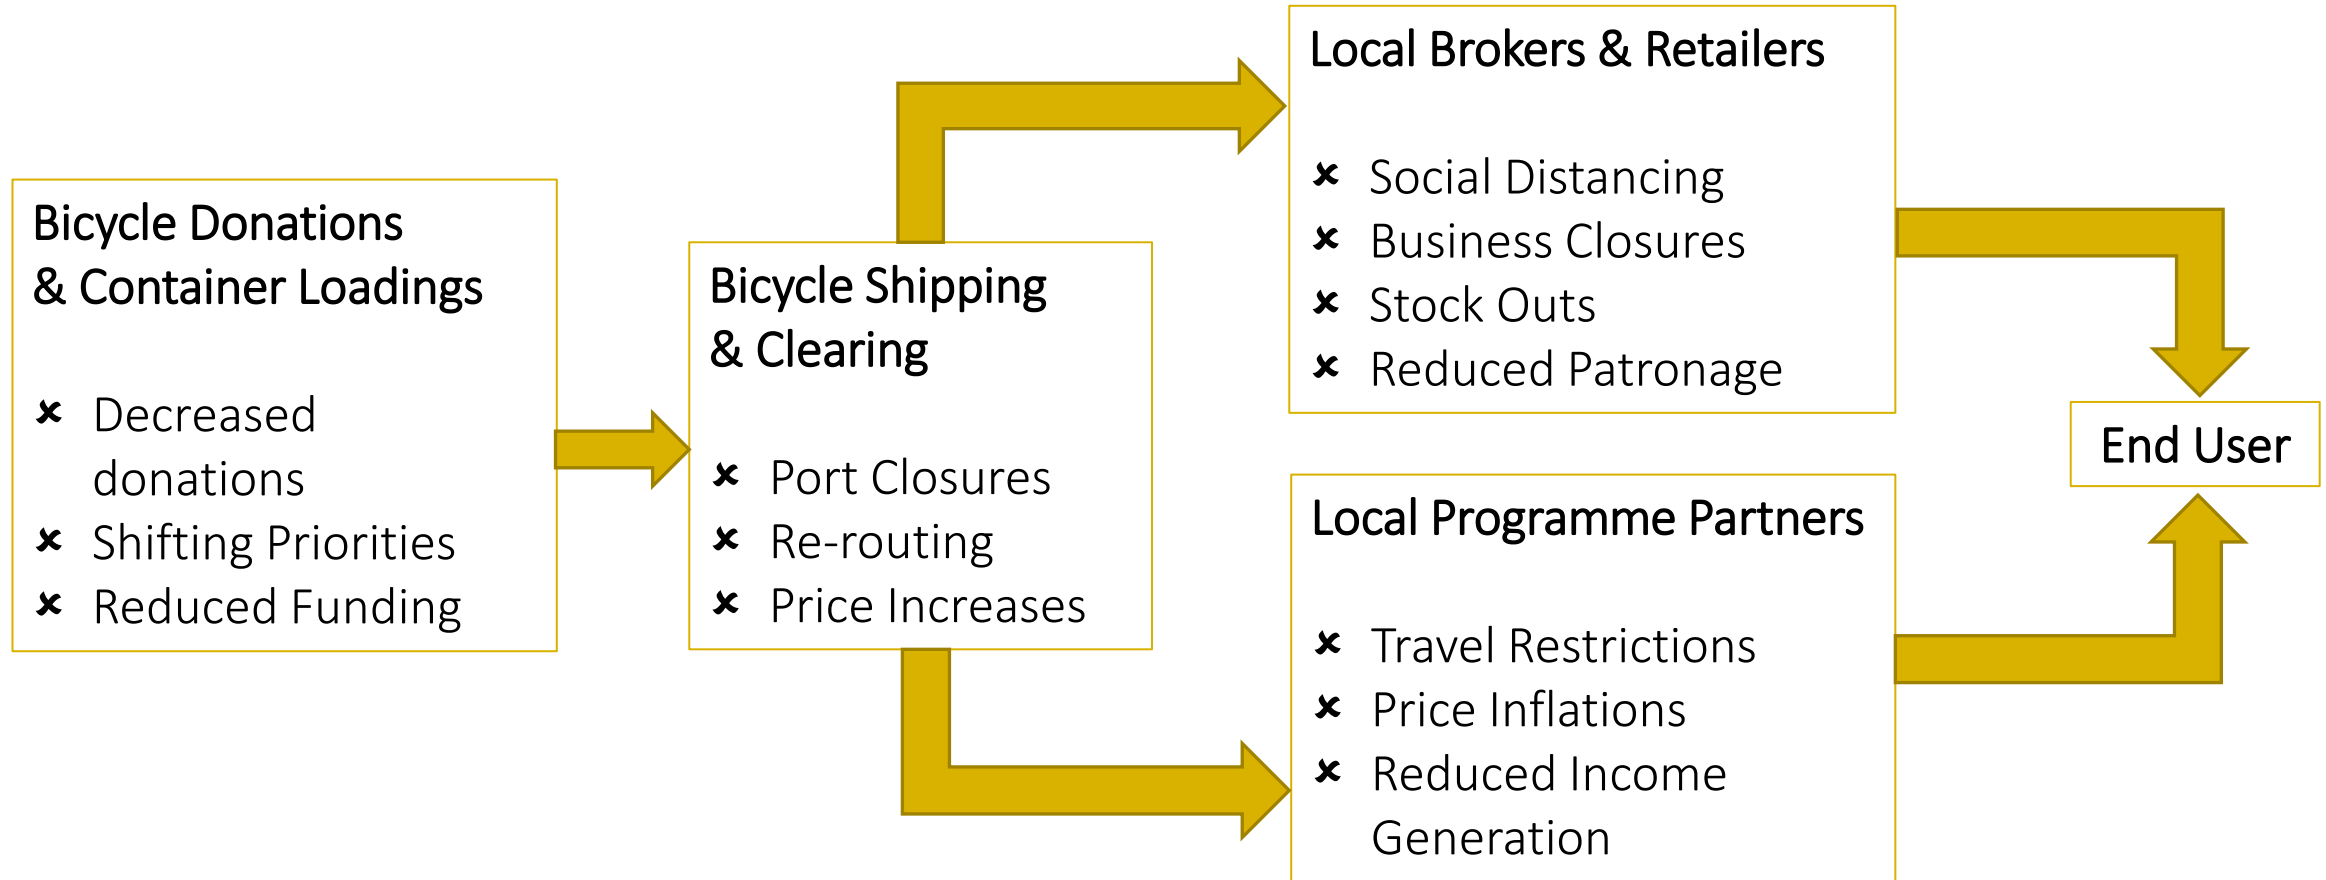 Bicycle Donations
& Container Loadings
✘ Decreased
donations
✘ Shifting Priorities
✘ Reduced Funding
Bicycle Shipping
& Clearing
✘ Port Closures
✘ Re-routing
✘ Price Increases
Local Brokers & Retailers
✘ Social Distancing
✘ Business Closures
✘ Stock Outs
✘ Reduced Patronage
Local Programme Partners
✘ Travel Restrictions
✘ Price Inflations
✘ Reduced Income
Generation
End User